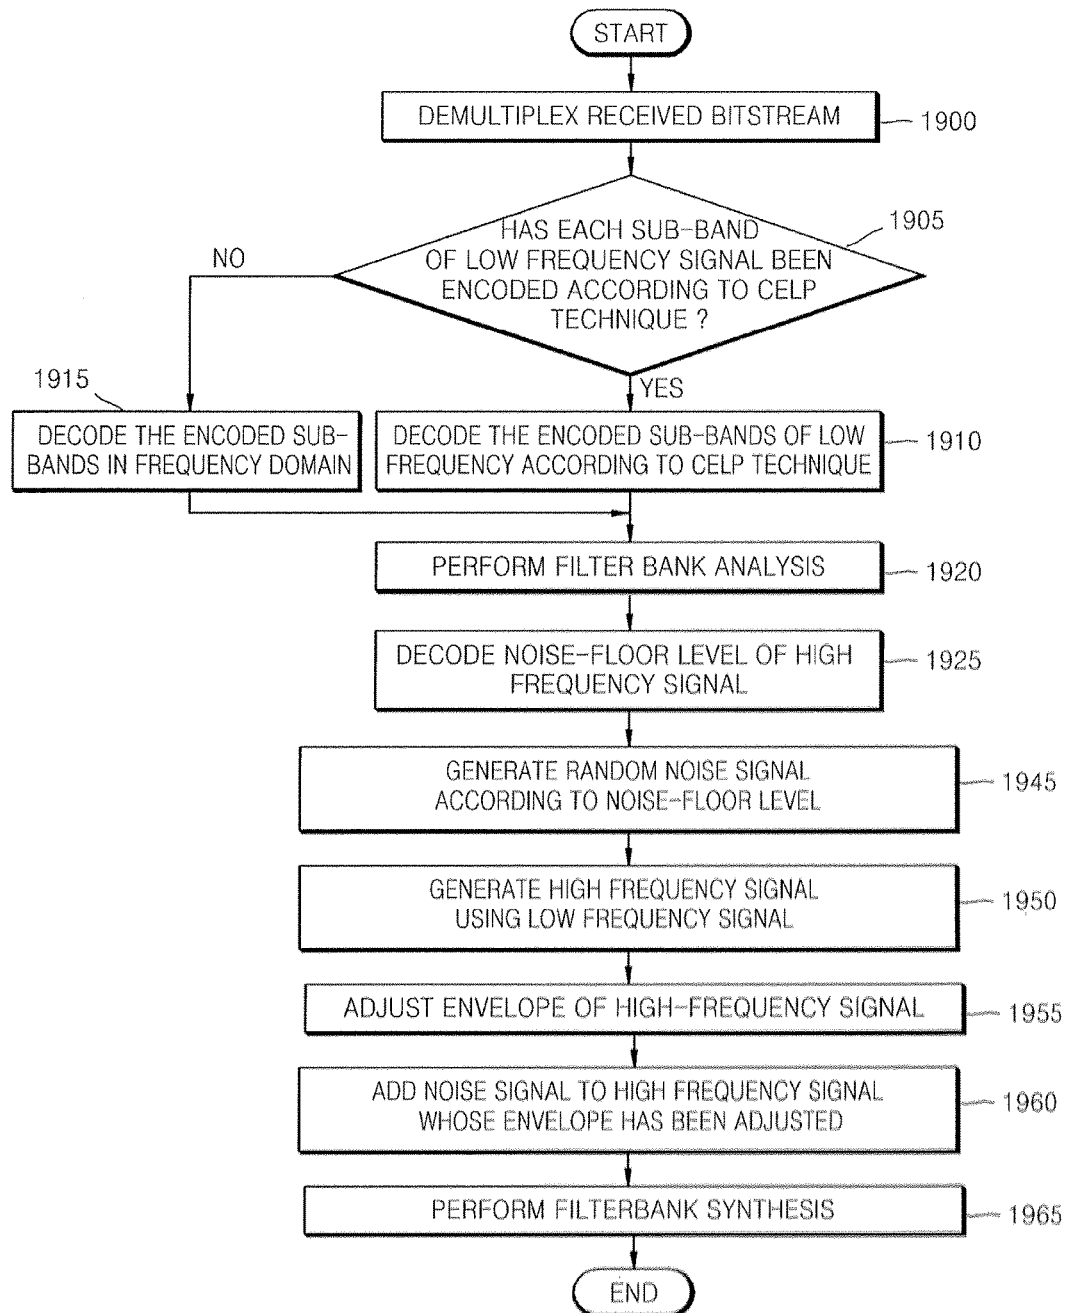 START
DEMULTIPLEX RECEIVED BITSTREAM
1900
HAS EACH SUB-BAND
OF LOW FREQUENCY SIGNAL BEEN
ENCODED ACCORDING TO CELP
TECHNIQUE ?
1905
NO
YES
1915
DECODE THE ENCODED SUB-
BANDS IN FREQUENCY DOMAIN
DECODE THE ENCODED SUB-BANDS OF LOW
FREQUENCY ACCORDING TO CELP TECHNIQUE
1910
PERFORM FILTER BANK ANALYSIS
1920
DECODE NOISE-FLOOR LEVEL OF HIGH
FREQUENCY SIGNAL
1925
GENERATE RANDOM NOISE SIGNAL
ACCORDING TO NOISE-FLOOR LEVEL
1945
GENERATE HIGH FREQUENCY SIGNAL
USING LOW FREQUENCY SIGNAL
1950
ADJUST ENVELOPE OF HIGH-FREQUENCY SIGNAL
1955
ADD NOISE SIGNAL TO HIGH FREQUENCY SIGNAL
WHOSE ENVELOPE HAS BEEN ADJUSTED
1960
PERFORM FILTERBANK SYNTHESIS
1965
END